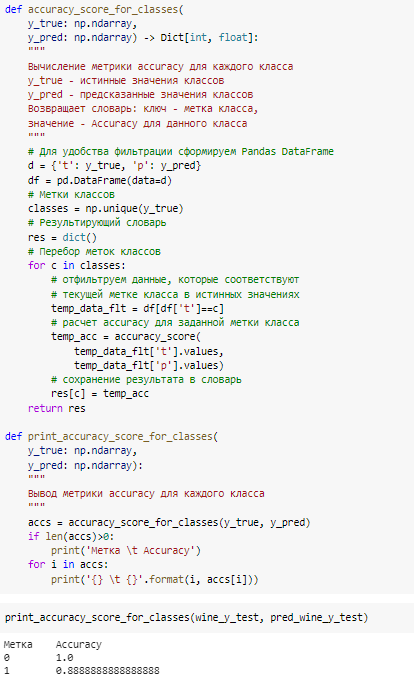 def accuracy_score_for_classes(
    y_true: np.ndarray,
    y_pred: np.ndarray) -> Dict[int, float]:
    """
    Вычисление метрики accuracy для каждого класса
    y_true - истинные значения классов
    y_pred - предсказанные значения классов
    Возвращает словарь: ключ - метка класса,
    значение - Accuracy для данного класса
    """
    # Для удобства фильтрации сформируем Pandas DataFrame
    d = {'t': y_true, 'p': y_pred}
    df = pd.DataFrame(data=d)
    # Метки классов
    classes = np.unique(y_true)
    # Результирующий словарь
    res = dict()
    # Перебор меток классов
    for c in classes:
        # отфильтруем данные, которые соответствуют
        # текущей метке класса в истинных значениях
        temp_data_flt = df[df['t']==c]
        # расчет accuracy для заданной метки класса
        temp_acc = accuracy_score(
            temp_data_flt['t'].values,
            temp_data_flt['p'].values)
        # сохранение результата в словарь
        res[c] = temp_acc
    return res

def print_accuracy_score_for_classes(
    y_true: np.ndarray,
    y_pred: np.ndarray):
    """
    Вывод метрики accuracy для каждого класса
    """
    accs = accuracy_score_for_classes(y_true, y_pred)
    if len(accs)>0:
        print('Метка \t Accuracy')
    for i in accs:
        print('{} \t {}'.format(i, accs[i]))

print_accuracy_score_for_classes(wine_y_test, pred_wine_y_test)

Метка    Accuracy
0        1.0
1        0.8888888888888888